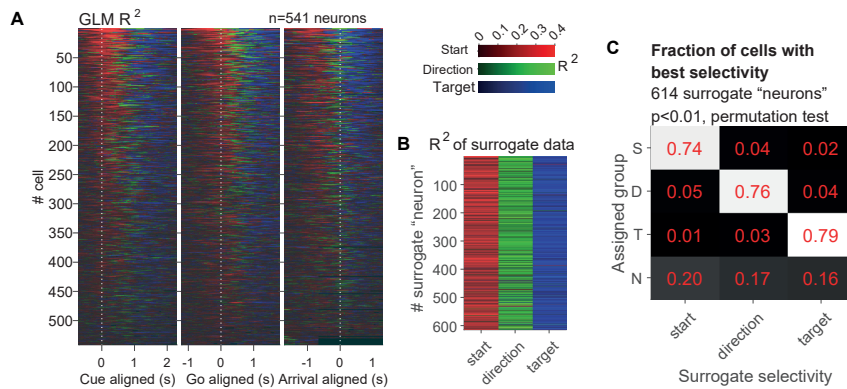 A
GLM R²
n=541 neurons
# cell
50
100
150
200
250
300
350
400
450
500
0
1
2
Cue aligned (s)
-1
0
1
Go aligned (s)
-1
0
1
Arrival aligned (s)
0
0.1
0.2
0.3
0.4
Start
Direction
Target
R²
B
R² of surrogate data
# surrogate “neuron”
100
200
300
400
500
600
start
direction
target
C
Fraction of cells with
best selectivity
614 surrogate “neurons”
p<0.01, permutation test
Assigned group
S 0.74 0.04 0.02
D 0.05 0.76 0.04
T 0.01 0.03 0.79
N 0.20 0.17 0.16
start
direction
target
Surrogate selectivity